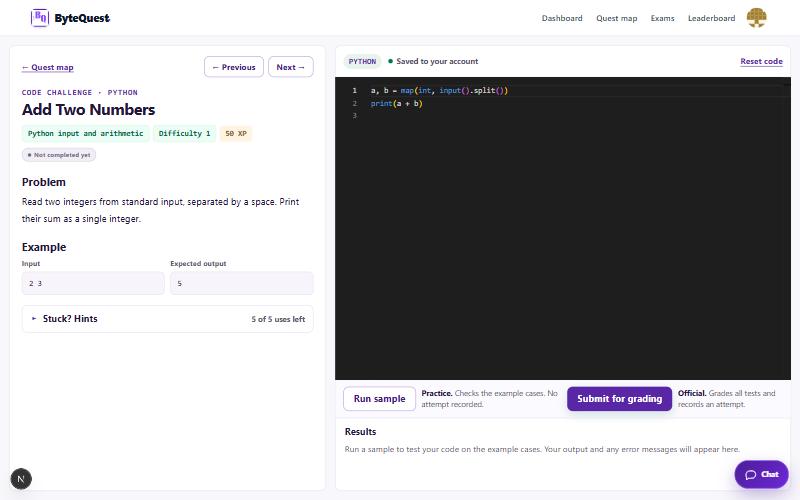 BQ ByteQuest
Dashboard Quest map Exams Leaderboard
← Quest map
← Previous
Next →
CODE CHALLENGE · PYTHON
Add Two Numbers
Python input and arithmetic
Difficulty 1
50 XP
Not completed yet
Problem
Read two integers from standard input, separated by a space. Print
their sum as a single integer.
Example
Input
2 3
Expected output
5
Stuck? Hints
5 of 5 uses left
PYTHON
Saved to your account
Reset code
1 a, b = map(int, input().split())
2 print(a + b)
3
Run sample
Practice. Checks the example cases. No
attempt recorded.
Submit for grading
Official. Grades all tests and
records an attempt.
Results
Run a sample to test your code on the example cases. Your output and any error messages will appear here.
N
Chat